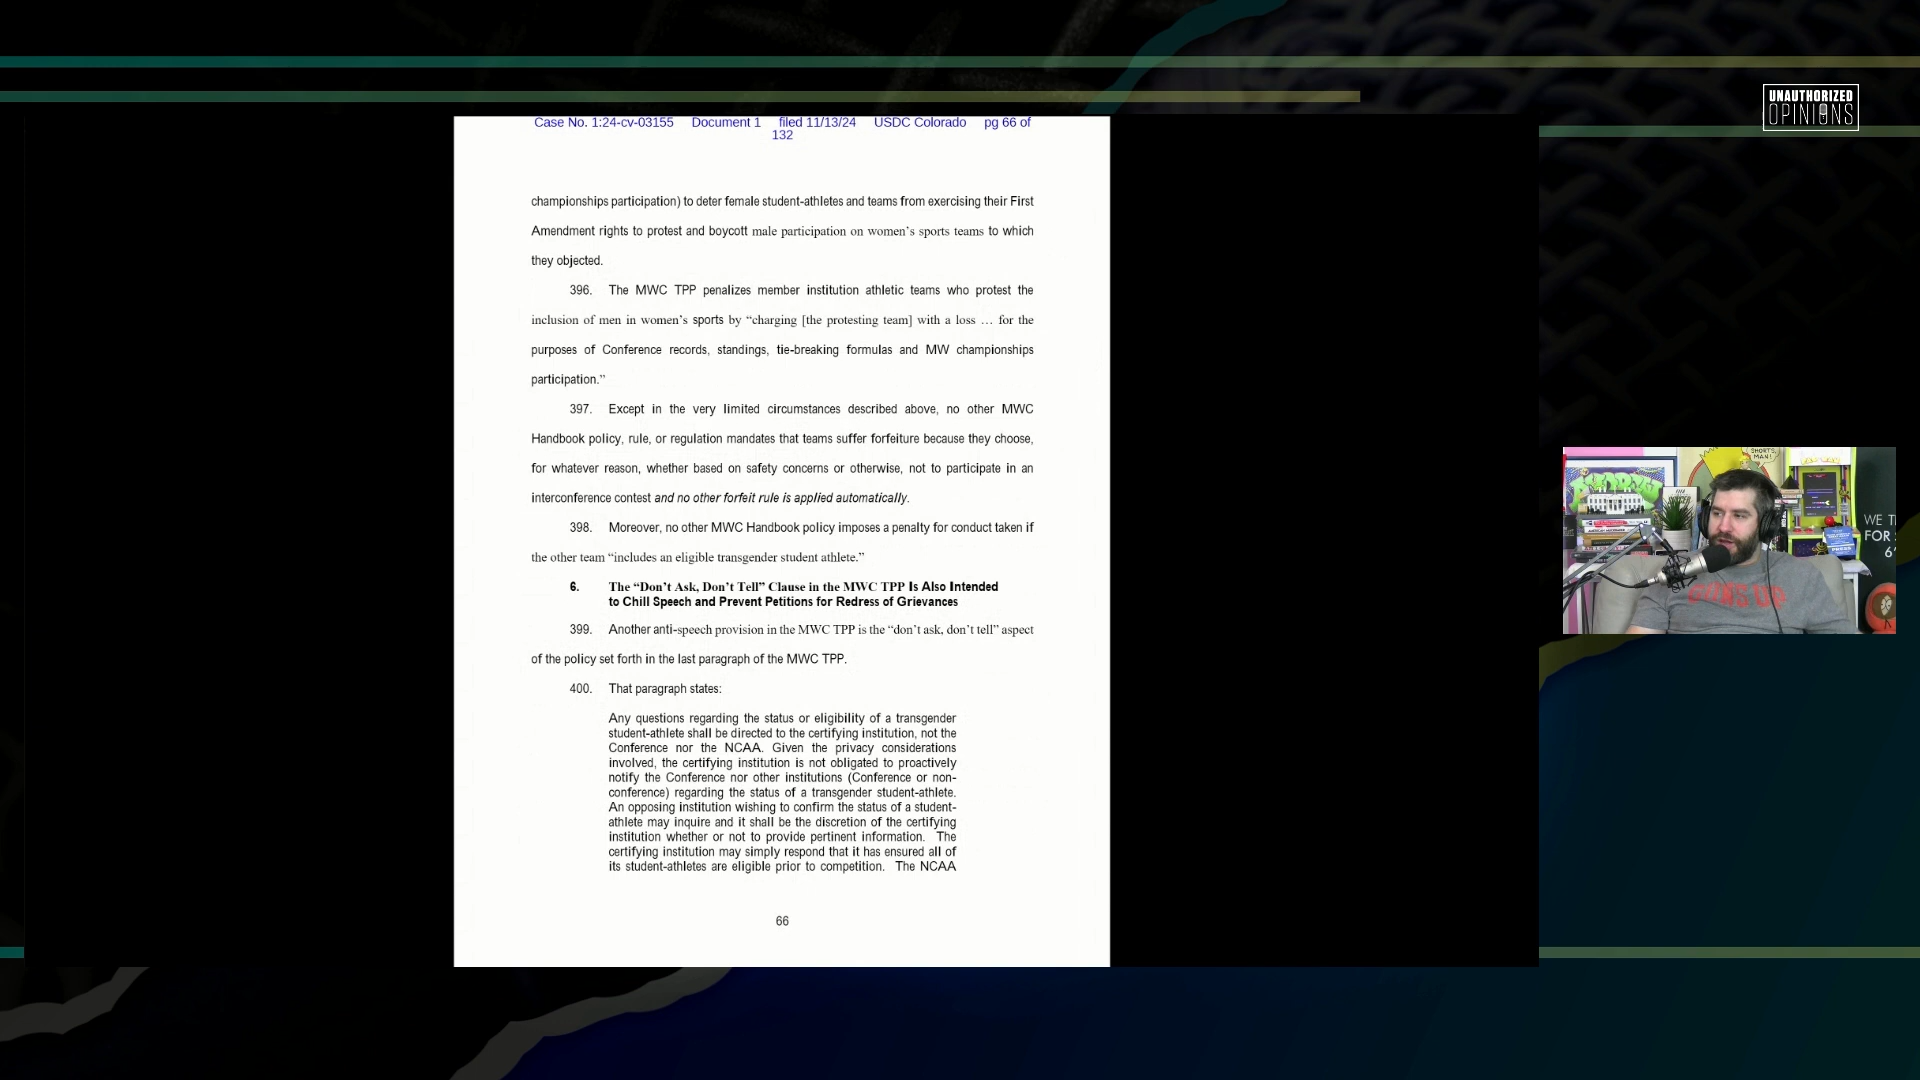 UNAUTHORIZED
OPINIONS
Case No. 1:24-cv-03155 Document 1 filed 11/13/24 USDC Colorado pg 66 of
132
championships participation) to deter female student-athletes and teams from exercising their First
Amendment rights to protest and boycott male participation on women’s sports teams to which
they objected.
396. The MWC TPP penalizes member institution athletic teams who protest the
inclusion of men in women’s sports by “charging [the protesting team] with a loss … for the
purposes of Conference records, standings, tie-breaking formulas and MW championships
participation.”
397. Except in the very limited circumstances described above, no other MWC
Handbook policy, rule, or regulation mandates that teams suffer forfeiture because they choose,
for whatever reason, whether based on safety concerns or otherwise, not to participate in an
interconference contest and no other forfeit rule is applied automatically.
398. Moreover, no other MWC Handbook policy imposes a penalty for conduct taken if
the other team “includes an eligible transgender student athlete.”
6. The “Don’t Ask, Don’t Tell” Clause in the MWC TPP Is Also Intended
to Chill Speech and Prevent Petitions for Redress of Grievances
399. Another anti-speech provision in the MWC TPP is the “don’t ask, don’t tell” aspect
of the policy set forth in the last paragraph of the MWC TPP.
400. That paragraph states:
Any questions regarding the status or eligibility of a transgender
student-athlete shall be directed to the certifying institution, not the
Conference nor the NCAA. Given the privacy considerations
involved, the certifying institution is not obligated to proactively
notify the Conference nor other institutions (Conference or non-
conference) regarding the status of a transgender student-athlete.
An opposing institution wishing to confirm the status of a student-
athlete may inquire and it shall be the discretion of the certifying
institution whether or not to provide pertinent information. The
certifying institution may simply respond that it has ensured all of
its student-athletes are eligible prior to competition. The NCAA
66
SHORTS,
MAN!
WE T
FOR
6'